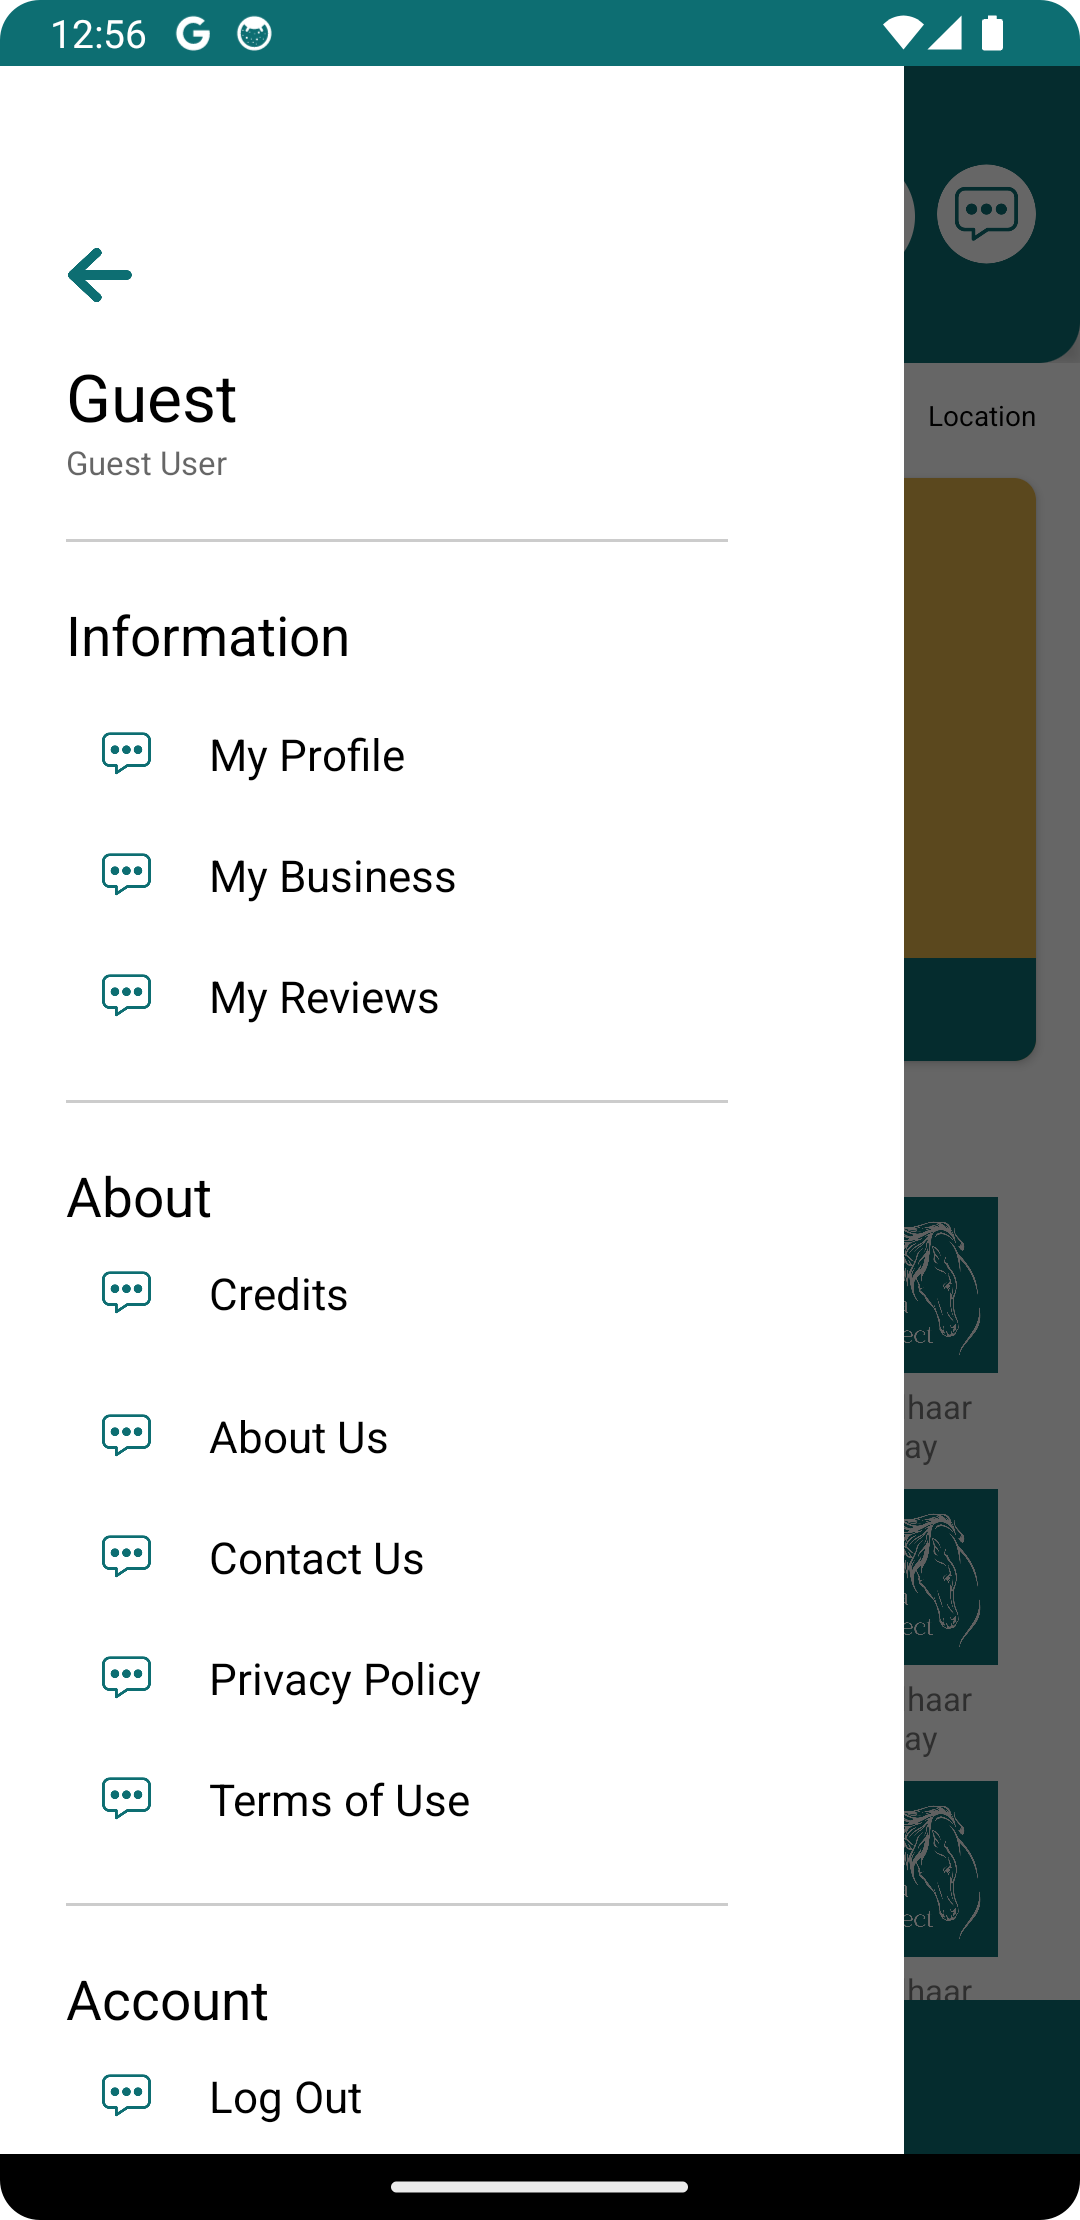 12:56
Location
Guest
Guest User
Information
My Profile
My Business
My Reviews
About
Credits
About Us
Contact Us
Privacy Policy
Terms of Use
Account
Log Out
ect
haar
ay
ect
haar
ay
ect
haar